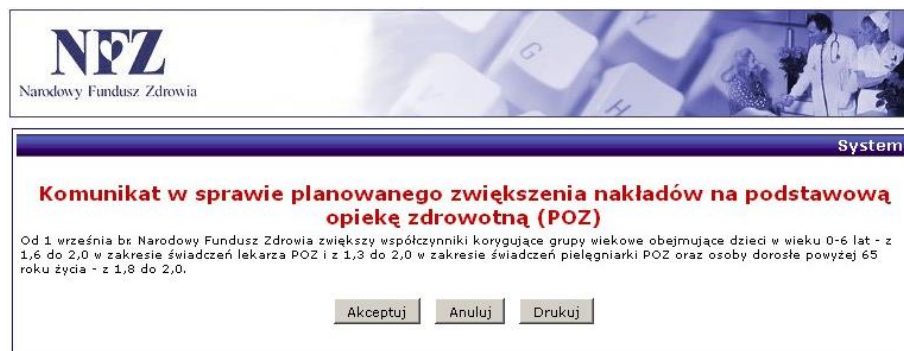 NFZ
Narodowy Fundusz Zdrowia
G
H
System
Komunikat w sprawie planowanego zwiększenia nakładów na podstawową
opiekę zdrowotną (POZ)
Od 1 września br. Narodowy Fundusz Zdrowia zwiększy współczynniki korygujące grupy wiekowe obejmujące dzieci w wieku 0-6 lat - z
1,6 do 2,0 w zakresie świadczeń lekarza POZ i z 1,3 do 2,0 w zakresie świadczeń pielęgniarki POZ oraz osoby dorosłe powyżej 65
roku życia - z 1,8 do 2,0.
Akceptuj Anuluj Drukuj